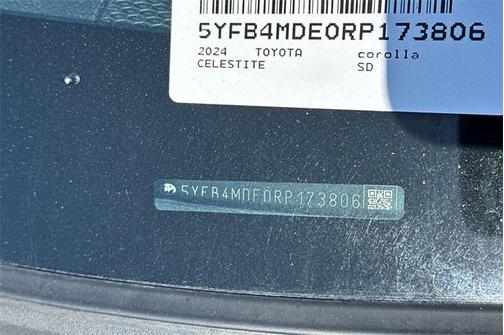 5YFB4MDE0RP173806
2024 TOYOTA corolla
CELESTITE SD
5YFB4MDE0RP173806